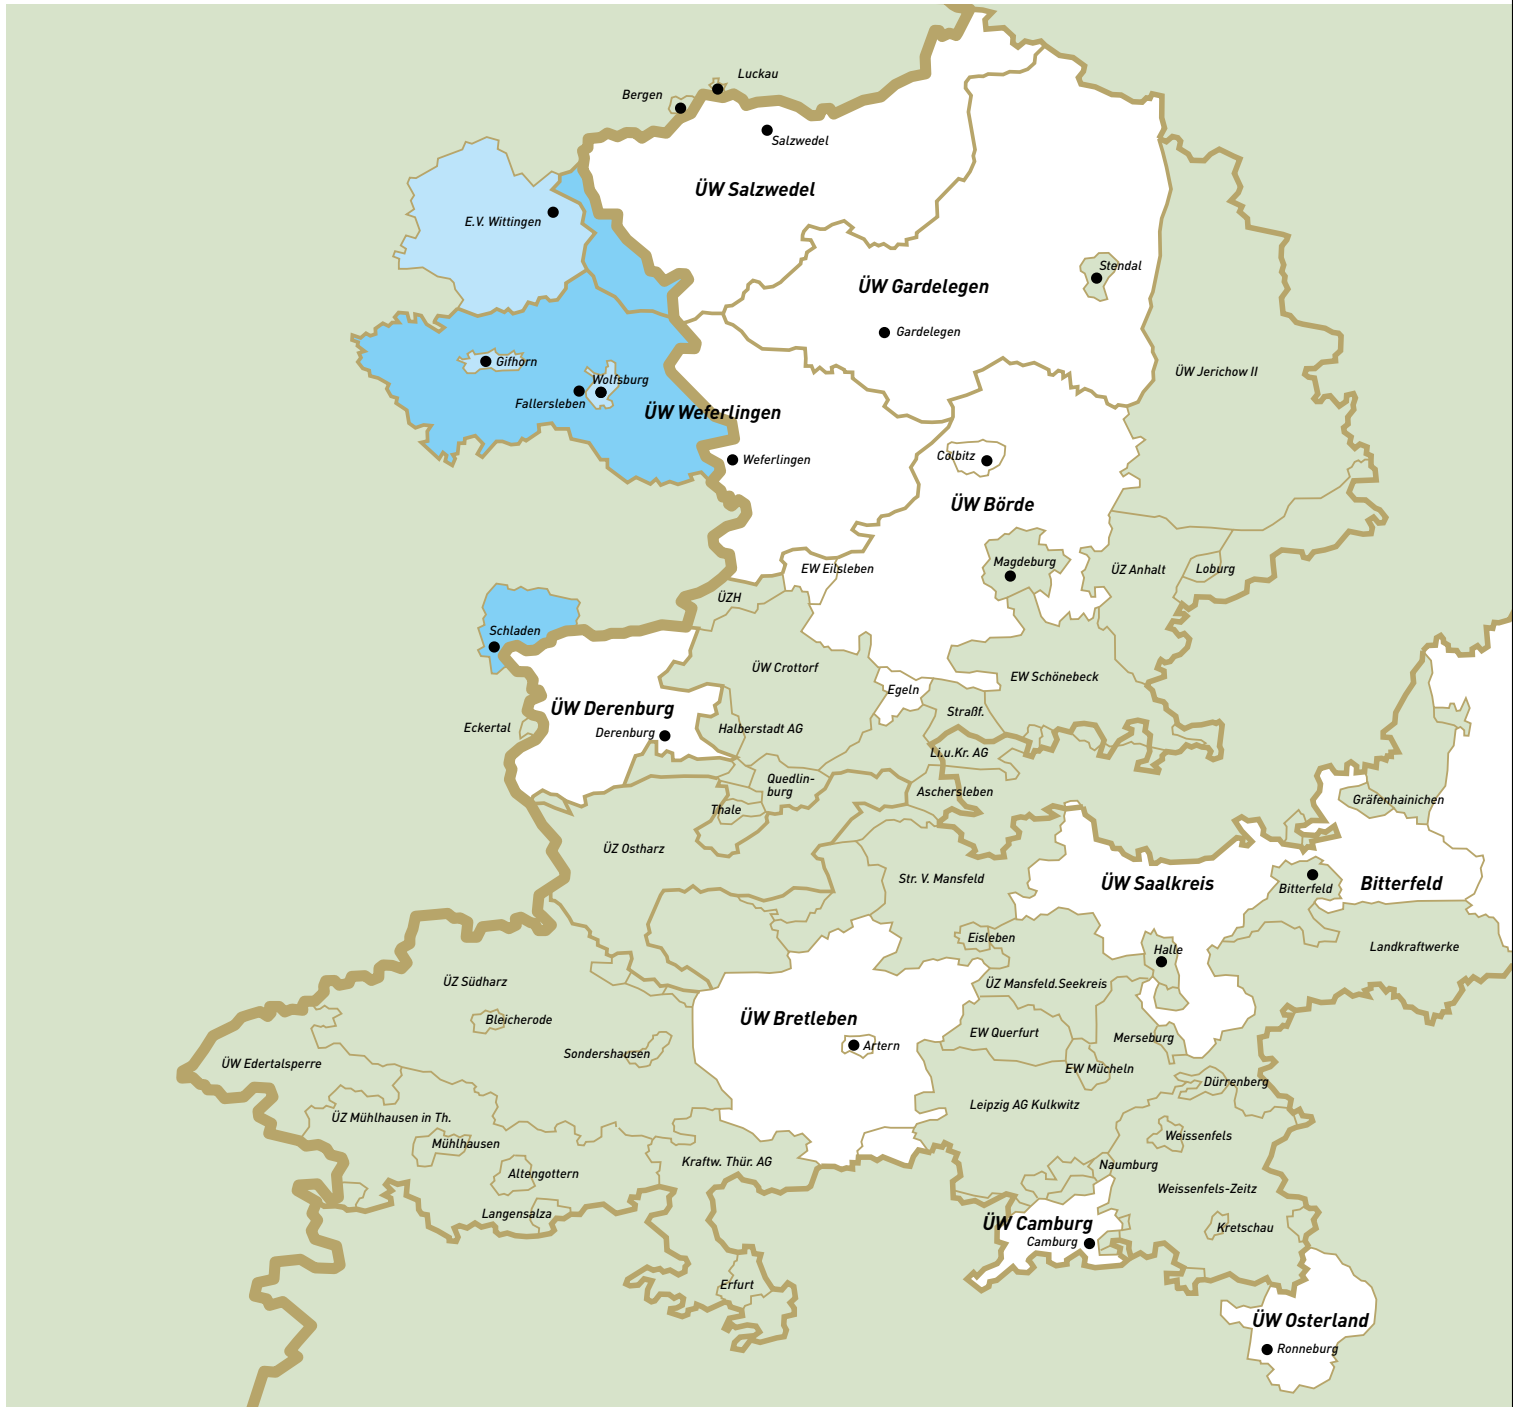 Luckau
Bergen
Salzwedel
ÜW Salzwedel
E.V. Wittingen
Stendal
ÜW Gardelegen
Gardelegen
Gifhorn
Wolfsburg
Fallersleben
ÜW Jerichow II
ÜW Weferlingen
Weferlingen
Colbitz
ÜW Börde
EW Eilsleben
Magdeburg
ÜZ Anhalt
Loburg
ÜZH
Schladen
ÜW Crottorf
EW Schönebeck
Egeln
ÜW Derenburg
Straßf.
Eckertal
Derenburg
Halberstadt AG
Li.u.Kr. AG
Quedlin-
burg
Aschersleben
Thale
Gräfenhainichen
ÜZ Ostharz
Str. V. Mansfeld
ÜW Saalkreis
Bitterfeld
Bitterfeld
Eisleben
Halle
Landkraftwerke
ÜZ Südharz
ÜZ Mansfeld.Seekreis
Bleicherode
ÜW Bretleben
EW Querfurt
Merseburg
Artern
Sondershausen
ÜW Edertalsperre
EW Mücheln
Dürrenberg
Leipzig AG Kulkwitz
ÜZ Mühlhausen in Th.
Mühlhausen
Weissenfels
Kraftw. Thür. AG
Naumburg
Altengottern
Weissenfels-Zeitz
Langensalza
ÜW Camburg
Kretschau
Camburg
Erfurt
ÜW Osterland
Ronneburg